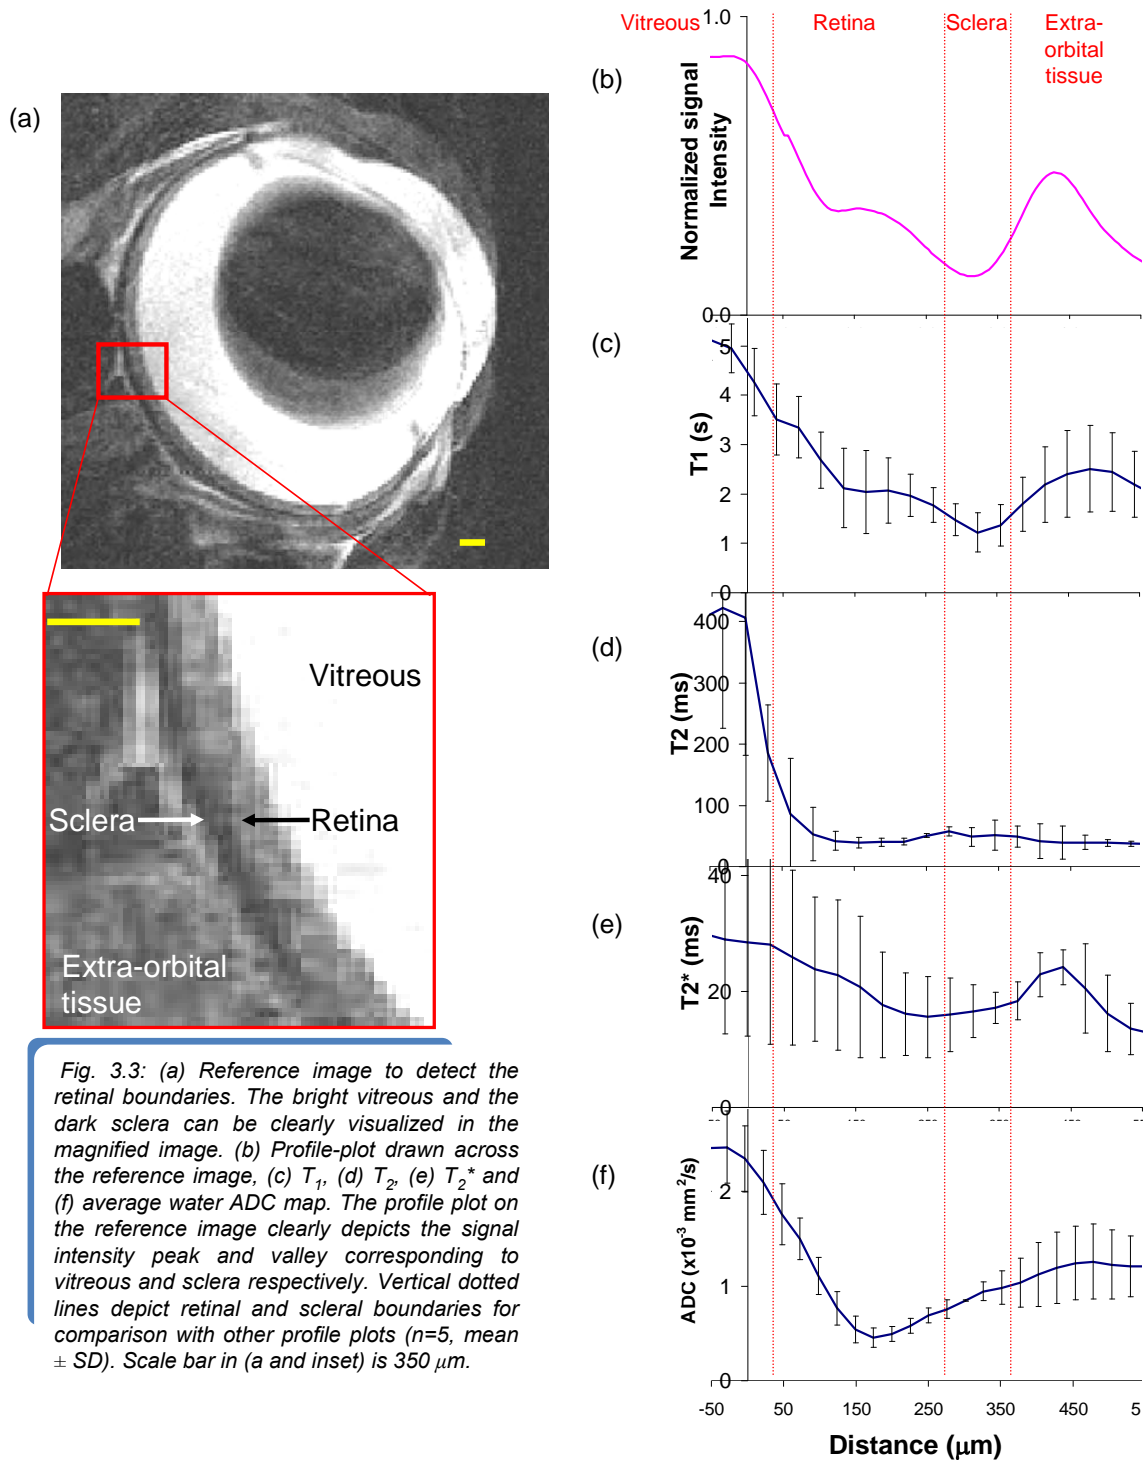 (a)
Vitreous
Sclera
Retina
Extra-orbital
tissue
Fig. 3.3: (a) Reference image to detect the
retinal boundaries. The bright vitreous and the
dark sclera can be clearly visualized in the
magnified image. (b) Profile-plot drawn across
the reference image, (c) T1, (d) T2, (e) T2* and
(f) average water ADC map. The profile plot on
the reference image clearly depicts the signal
intensity peak and valley corresponding to
vitreous and sclera respectively. Vertical dotted
lines depict retinal and scleral boundaries for
comparison with other profile plots (n=5, mean
± SD). Scale bar in (a and inset) is 350 μm.
Vitreous Retina Sclera Extra-
orbital
tissue
(b)
Normalized signal
Intensity
1.0
0.0
(c)
T1 (s)
5
4
3
2
1
0
(d)
T2 (ms)
400
300
200
100
0
(e)
T2* (ms)
40
20
0
(f)
ADC (x10⁻³ mm²/s)
2
1
0
-50 50 150 250 350 450 5
Distance (μm)